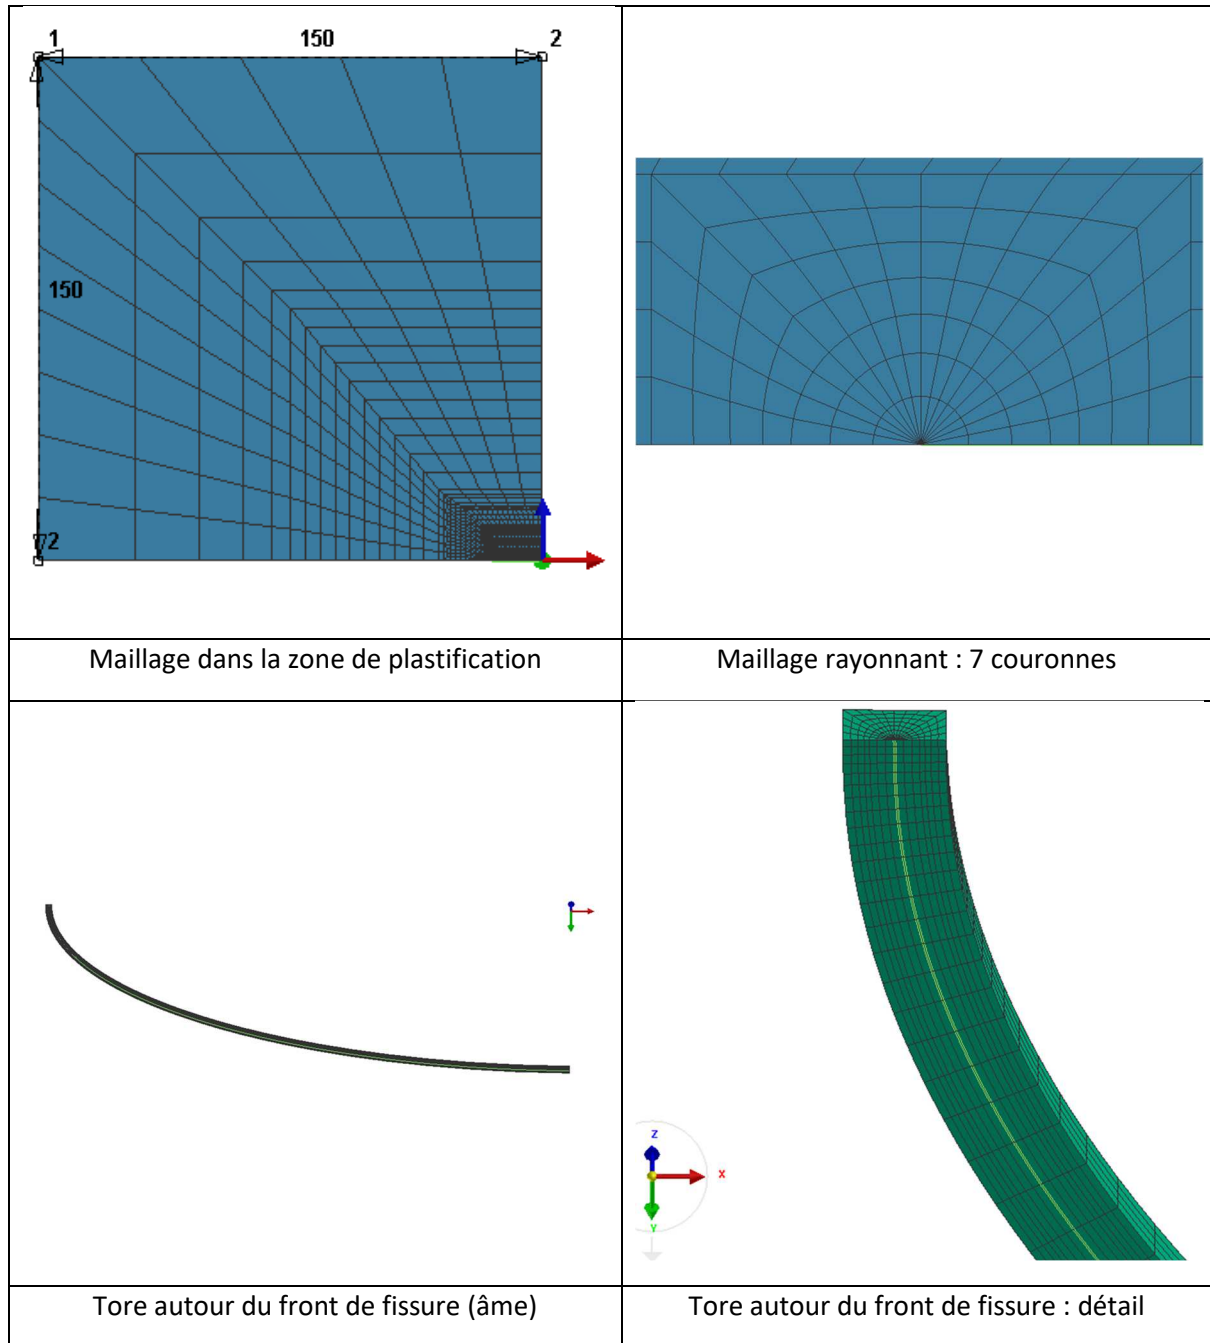 1
150
2
150
2
Maillage dans la zone de plastification
Maillage rayonnant : 7 couronnes
Z
X
Y
Tore autour du front de fissure (âme)
Tore autour du front de fissure : détail